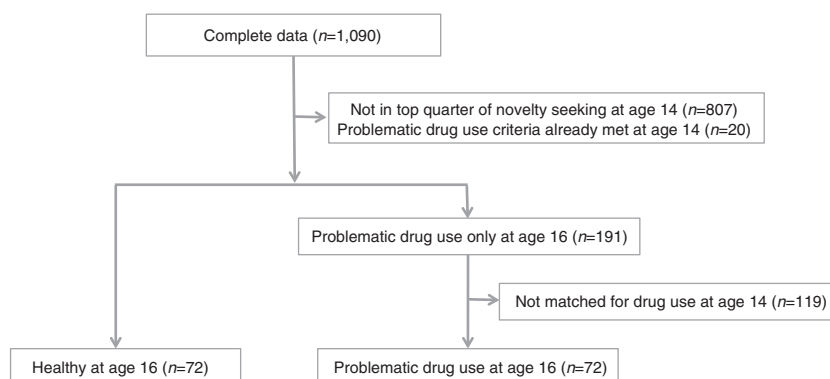 Complete data (n=1,090)
Not in top quarter of novelty seeking at age 14 (n=807)
Problematic drug use criteria already met at age 14 (n=20)
Problematic drug use only at age 16 (n=191)
Not matched for drug use at age 14 (n=119)
Healthy at age 16 (n=72)
Problematic drug use at age 16 (n=72)